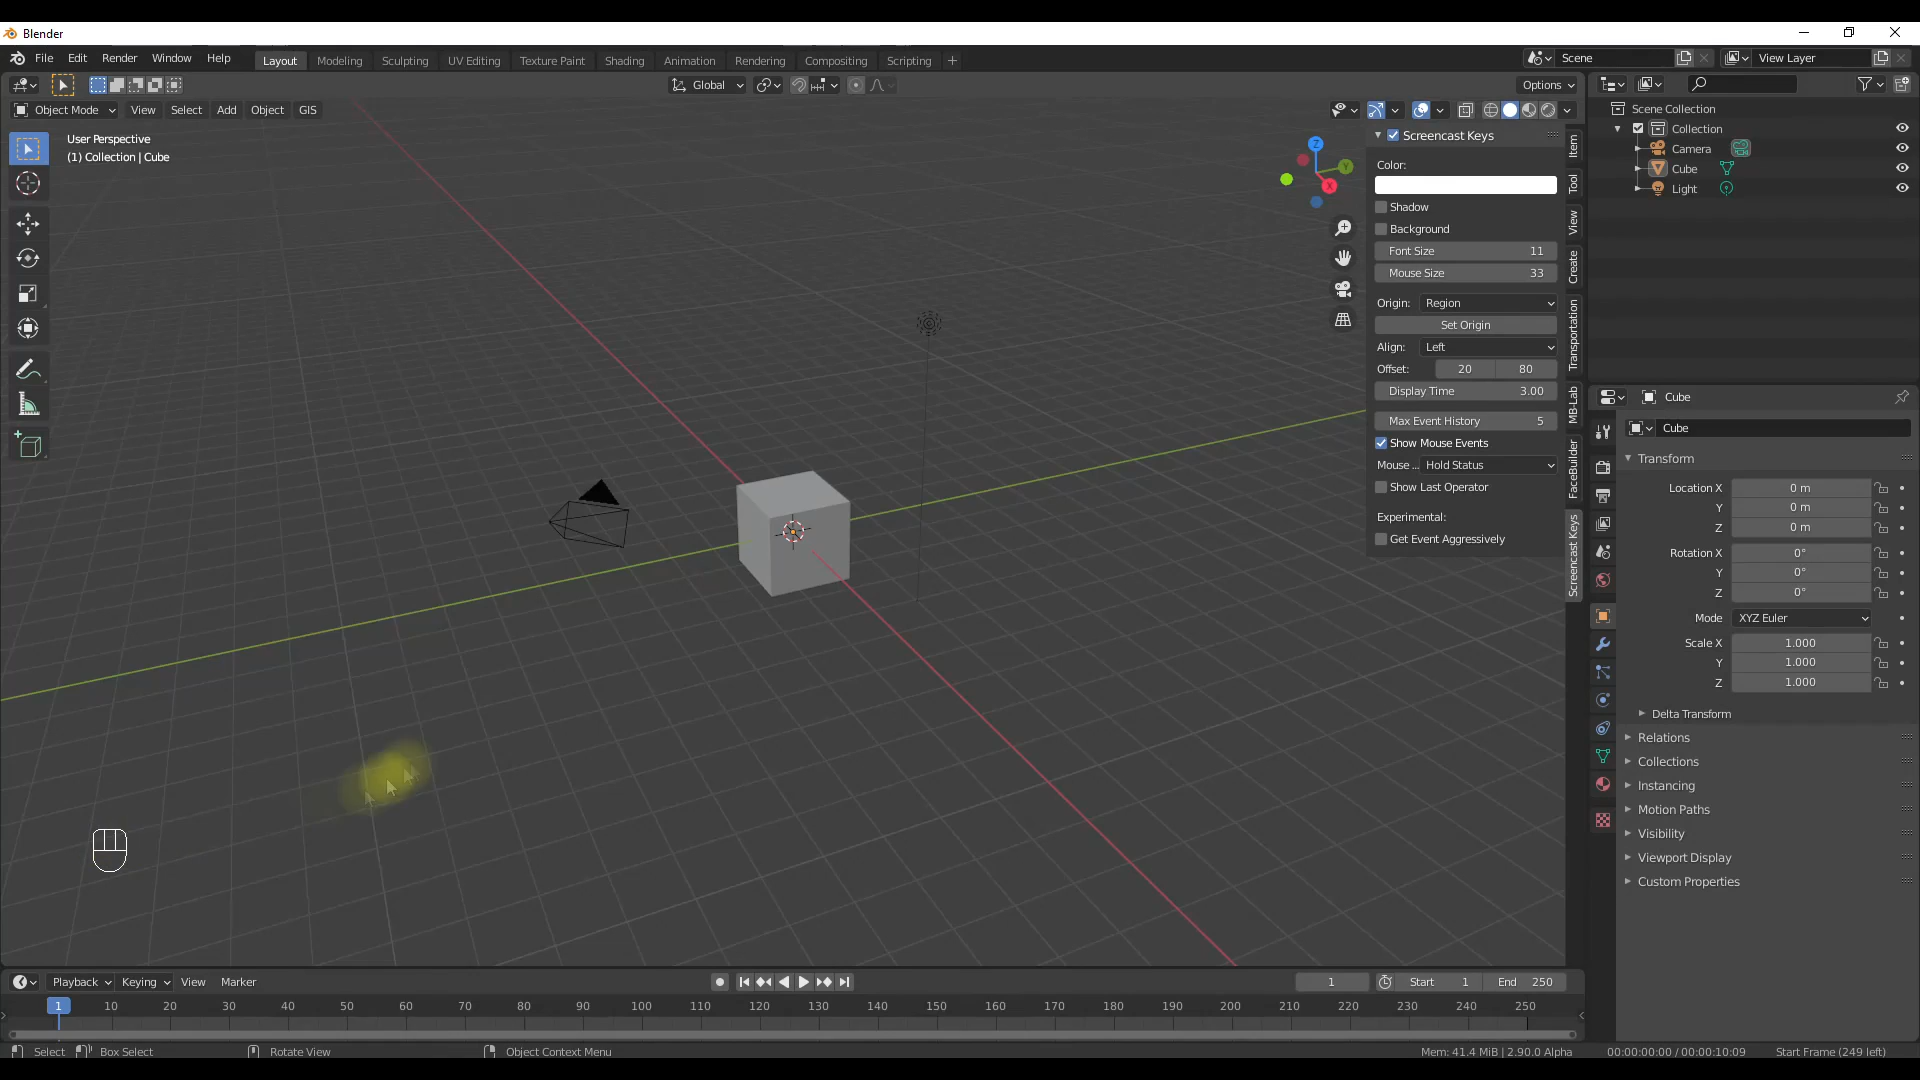 Blender
File Edit Render Window Help
Layout Modeling Sculpting UV Editing Texture Paint Shading Animation Rendering Compositing Scripting +
Scene
View Layer
Global
Options
Object Mode View Select Add Object GIS
User Perspective
(1) Collection | Cube
Z
Y
X
Screencast Keys
Color:
Shadow
Background
Font Size 11
Mouse Size 33
Origin: Region
Set Origin
Align: Left
Offset: 20 80
Display Time 3.00
Max Event History 5
Show Mouse Events
Mouse ... Hold Status
Show Last Operator
Experimental:
Get Event Aggressively
Item
Tool
View
Create
Transportation
MB-Lab
FaceBuilder
Screencast Keys
Scene Collection
Collection
Camera
Cube
Light
Cube
Cube
Transform
Location X 0 m
Y 0 m
Z 0 m
Rotation X 0°
Y 0°
Z 0°
Mode XYZ Euler
Scale X 1.000
Y 1.000
Z 1.000
Delta Transform
Relations
Collections
Instancing
Motion Paths
Visibility
Viewport Display
Custom Properties
Playback Keying View Marker
1 Start 1 End 250
1 10 20 30 40 50 60 70 80 90 100 110 120 130 140 150 160 170 180 190 200 210 220 230 240 250
Select Box Select Rotate View Object Context Menu
Mem: 41.4 MiB | 2.90.0 Alpha 00:00:00:00 / 00:00:10:09 Start Frame (249 left)